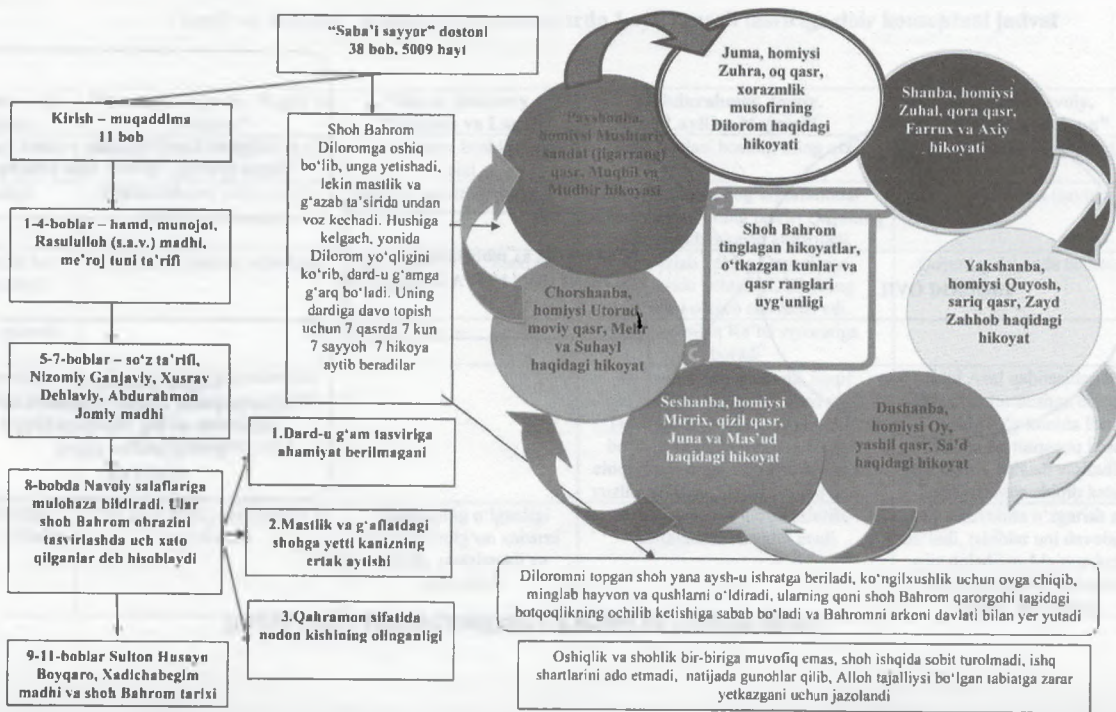 “Sab’ai sayyor” dostoni
38 bob, 5009 bayt
Kirish – muqaddima
11 bob
1-4-boblar – hamd, munojot,
Rasululloh (s.a.v.) madhi,
me’roj tuni ta’rifi
5-7-boblar – so‘z ta’rifi,
Nizomiy Ganjaviy, Xusrav
Dehlaviy, Abdurahmon
Jomiy madhi
8-bobda Navoiy salaflariga
mulohaza bildiradi. Ular
shoh Bahrom obrazini
tasvirlashda uch xato
qilganlar deb hisoblaydi
9-11-boblar Sulton Husayn
Boyqaro, Xadichabegim
madhi va shoh Bahrom tarixi
Shoh Bahrom
Diloromga oshiq
bo‘lib, unga yetishadi,
lekin mastlik va
g‘azab ta’sirida undan
voz kechadi. Hushiga
kelgach, yonida
Dilorom yo‘qligini
ko‘rib, dard-u g‘amga
g‘arq bo‘ladi. Uning
dardiga davo topish
uchun 7 qasrda 7 kun
7 sayyoh 7 hikoya
aytib beradilar
1.Dard-u g‘am tasviriga
ahamiyat berilmagani
2.Mastlik va g‘aflatdagi
shohga yetti kanizning
ertak aytishi
3.Qahramon sifatida
nodon kishining olinganligi
Juma, homiysi
Zuhra, oq qasr,
xorazmlik
musofirning
Dilorom haqidagi
hikoyati
Shanba, homiysi
Zuhal, qora qasr,
Farrux va Axiy
hikoyati
Yakshanba,
homiysi Quyosh,
sariq qasr, Zayd
Zahhob haqidagi
hikoyat
Dushanba,
homiysi Oy,
yashil qasr, Sa’d
haqidagi hikoyat
Seshanba, homiysi
Mirrix, qizil qasr,
Juna va Mas’ud
haqidagi hikoyat
Chorshanba,
homiysi Utorud,
moviy qasr, Mehr
va Suhayl
haqidagi hikoyat
Payshanba,
homiysi Mushtariy
sandal (jigarrang)
qasr, Muqbil va
Mudbir hikoyasi
Shoh Bahrom
tinglagan hikoyatlar,
o‘tkazgan kunlar va
qasr ranglari
uyg‘unligi
Diloromni topgan shoh yana aysh-u ishratga beriladi, ko‘ngilxushlik uchun ovga chiqib,
minglab hayvon va qushlarni o‘ldiradi, ularning qoni shoh Bahrom qarorgohi tagidagi
botqoqlikning ochilib ketishiga sabab bo‘ladi va Bahromni arkoni davlati bilan yer yutadi
Oshiqlik va shohlik bir-biriga muvofiq emas, shoh ishqida sobit turolmadi, ishq
shartlarini ado etmadi, natijada gunohlar qilib, Alloh tajalliysi bo‘lgan tabiatga zarar
yetkazgani uchun jazolandi